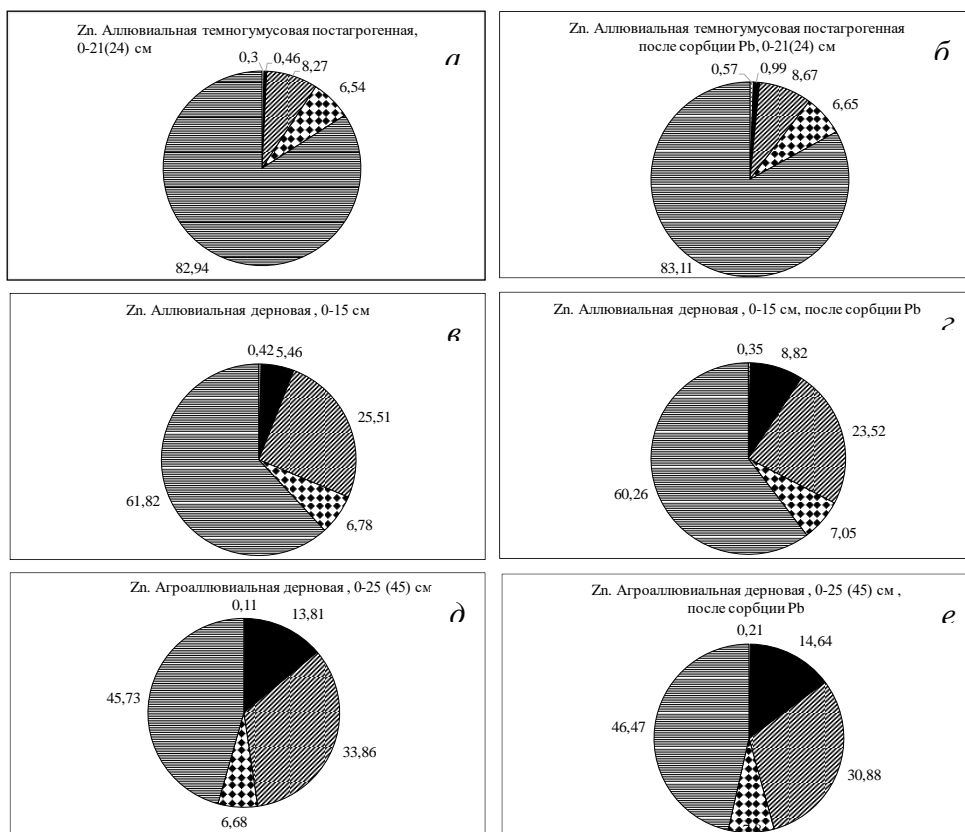 Zn. Аллювиальная темногумусовая постагрогенная,
0-21(24) см
а
0,3
0,46
8,27
6,54
82,94
Zn. Аллювиальная темногумусовая постагрогенная
после сорбции Pb, 0-21(24) см
б
0,57
0,99
8,67
6,65
83,11
Zn. Аллювиальная дерновая , 0-15 см
в
0,42
5,46
25,51
6,78
61,82
Zn. Аллювиальная дерновая, 0-15 см, после сорбции Pb
г
0,35
8,82
23,52
7,05
60,26
Zn. Агроаллювиальная дерновая , 0-25 (45) см
д
0,11
13,81
33,86
6,68
45,73
Zn. Агроаллювиальная дерновая, 0-25 (45) см ,
после сорбции Pb
е
0,21
14,64
30,88
46,47